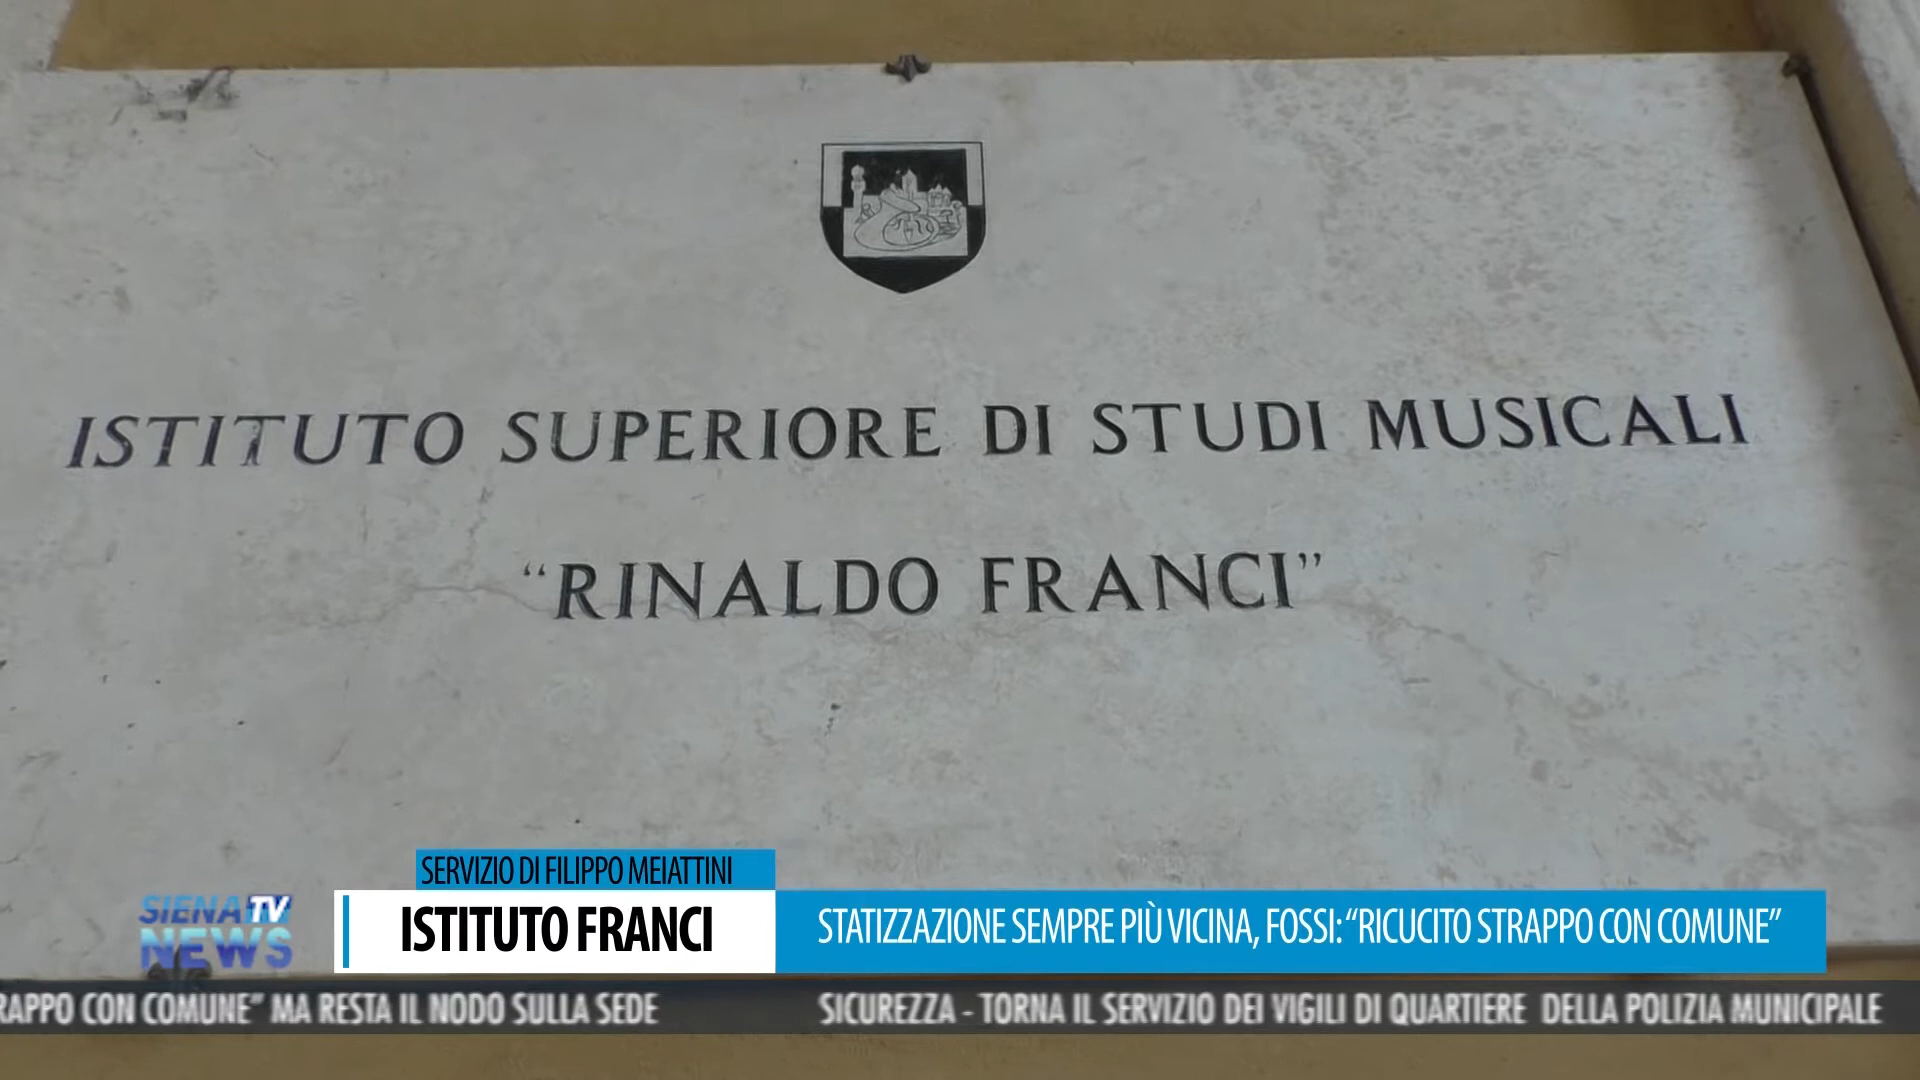 ISTITUTO SUPERIORE DI STUDI MUSICALI
“RINALDO FRANCI”
SERVIZIO DI FILIPPO MEIATTINI
SIENA TV
NEWS
ISTITUTO FRANCI
STATIZZAZIONE SEMPRE PIÙ VICINA, FOSSI: “RICUCITO STRAPPO CON COMUNE”
RAPPO CON COMUNE” MA RESTA IL NODO SULLA SEDE
SICUREZZA - TORNA IL SERVIZIO DEI VIGILI DI QUARTIERE DELLA POLIZIA MUNICIPALE